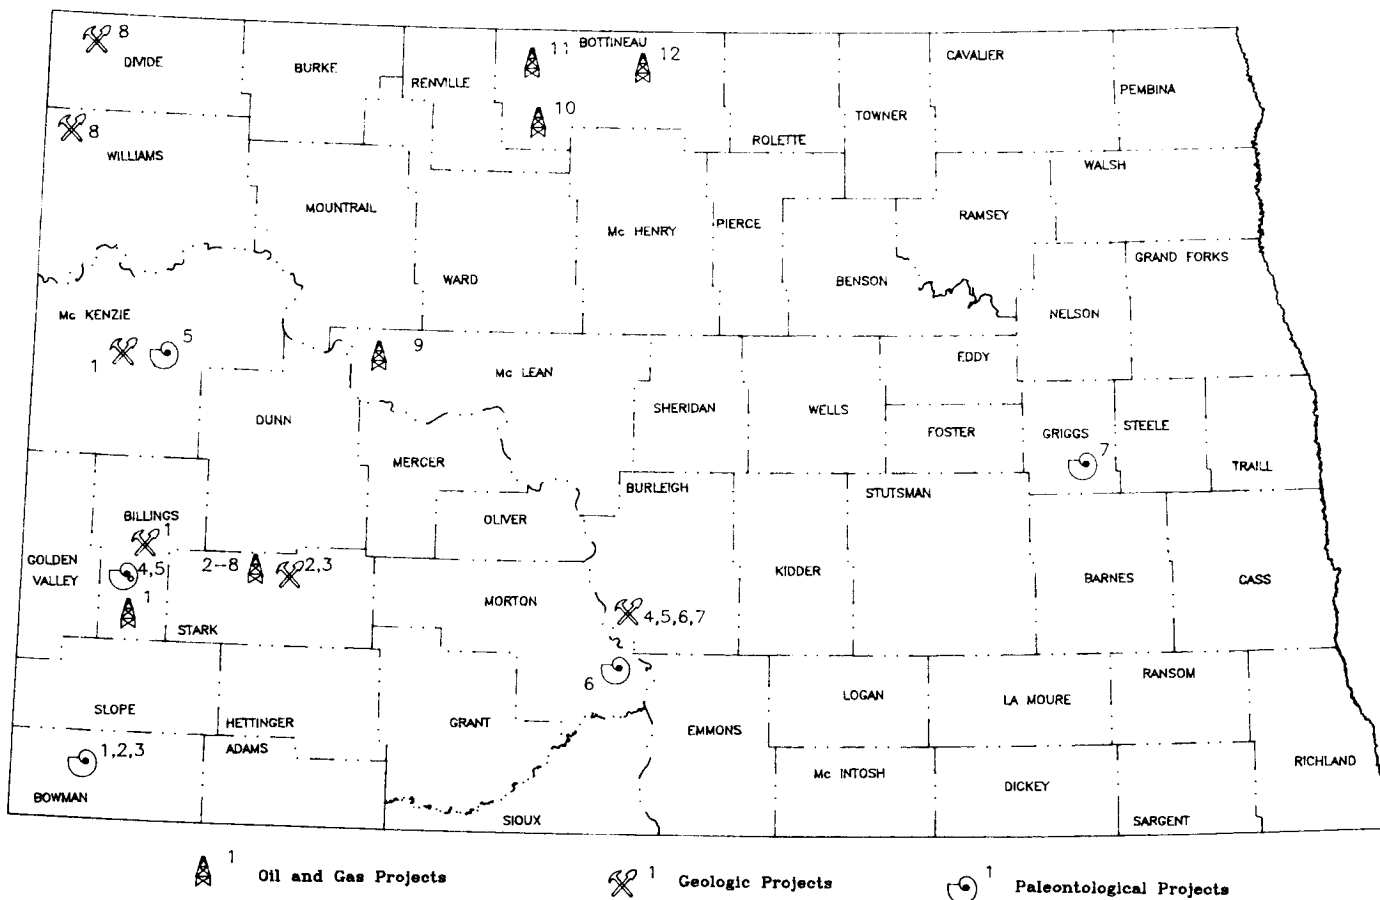 8
DIVIDE
BURKE
RENVILLE
11
BOTTINEAU
12
10
CAVALIER
PEMBINA
TOWNER
ROLETTE
8
WILLIAMS
WALSH
MOUNTRAIL
Mc HENRY
PIERCE
RAMSEY
GRAND FORKS
WARD
BENSON
NELSON
Mc KENZIE
1
5
9
Mc LEAN
EDDY
SHERIDAN
WELLS
DUNN
FOSTER
GRIGGS
STEELE
7
TRAILL
MERCER
BURLEIGH
STUTSMAN
OLIVER
BILLINGS
1
GOLDEN
VALLEY
4,5
2-8
2,3
1
STARK
MORTON
KIDDER
BARNES
CASS
4,5,6,7
6
SLOPE
HETTINGER
GRANT
EMMONS
LOGAN
LA MOURE
RANSOM
ADAMS
1,2,3
BOWMAN
SIOUX
Mc INTOSH
DICKEY
SARGENT
RICHLAND
1 Oil and Gas Projects
1 Geologic Projects
1 Paleontological Projects